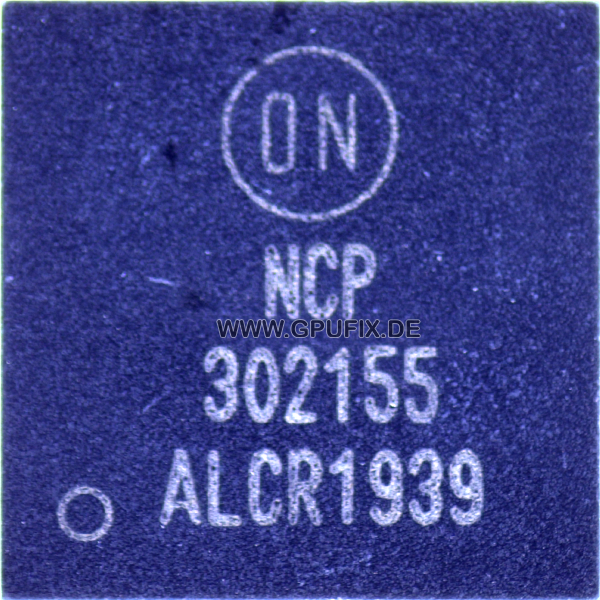 ON
NCP
WWW.GPUFIX.DE
302155
ALCR1939